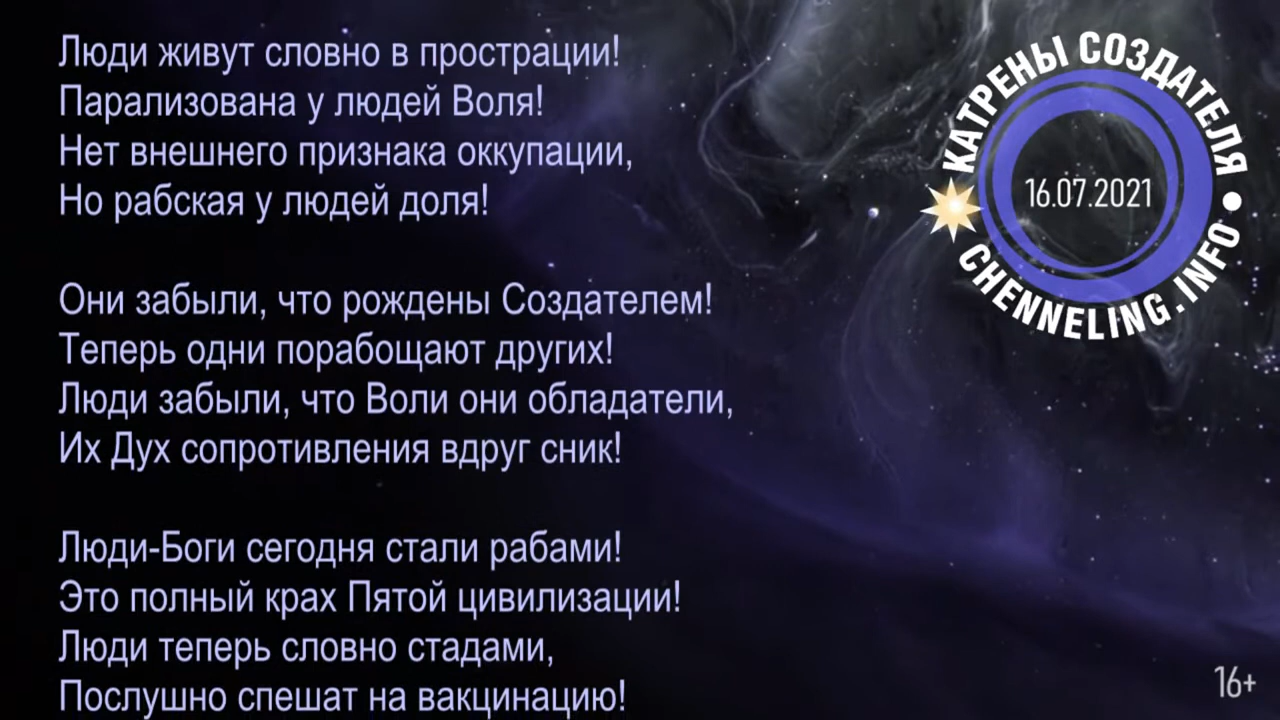 Люди живут словно в прострации!
Парализована у людей Воля!
Нет внешнего признака оккупации,
Но рабская у людей доля!
Они забыли, что рождены Создателем!
Теперь одни порабощают других!
Люди забыли, что Воли они обладатели,
Их Дух сопротивления вдруг сник!
Люди-Боги сегодня стали рабами!
Это полный крах Пятой цивилизации!
Люди теперь словно стадами,
Послушно спешат на вакцинацию!
КАТРЕНЫ СОЗДАТЕЛЯ •
16.07.2021
CHENNELING.INFO
16+